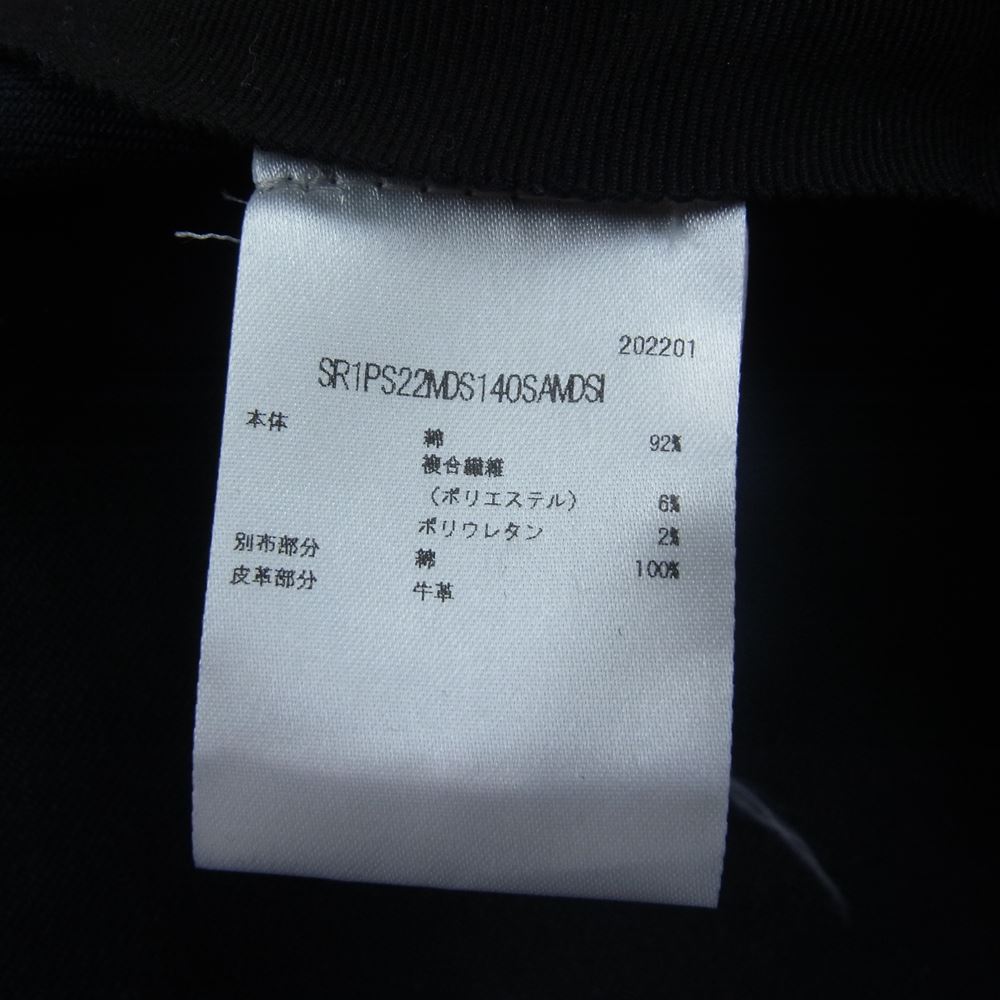 202201
SR1PS22MDS140SAMDSI
本体 綿 92%
複合繊維
(ポリエステル) 6%
ポリウレタン 2%
別布部分 綿 100%
皮革部分 牛革